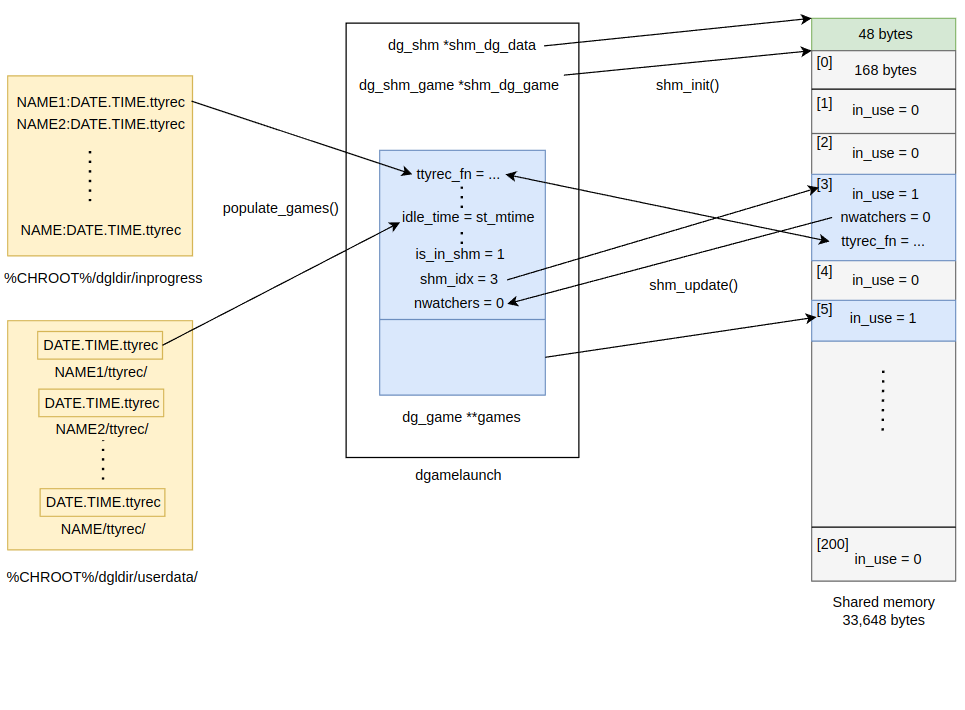 NAME1:DATE.TIME.ttyrec
NAME2:DATE.TIME.ttyrec
NAME:DATE.TIME.ttyrec
%CHROOT%/dgldir/inprogress
DATE.TIME.ttyrec
NAME1/ttyrec/
DATE.TIME.ttyrec
NAME2/ttyrec/
DATE.TIME.ttyrec
NAME/ttyrec/
%CHROOT%/dgldir/userdata/
populate_games()
dg_shm *shm_dg_data
dg_shm_game *shm_dg_game
ttyrec_fn = ...
idle_time = st_mtime
is_in_shm = 1
shm_idx = 3
nwatchers = 0
dg_game **games
dgamelaunch
shm_init()
shm_update()
48 bytes
[0]
168 bytes
[1]
in_use = 0
[2]
in_use = 0
[3]
in_use = 1
nwatchers = 0
ttyrec_fn = ...
[4]
in_use = 0
[5]
in_use = 1
[200]
in_use = 0
Shared memory
33,648 bytes